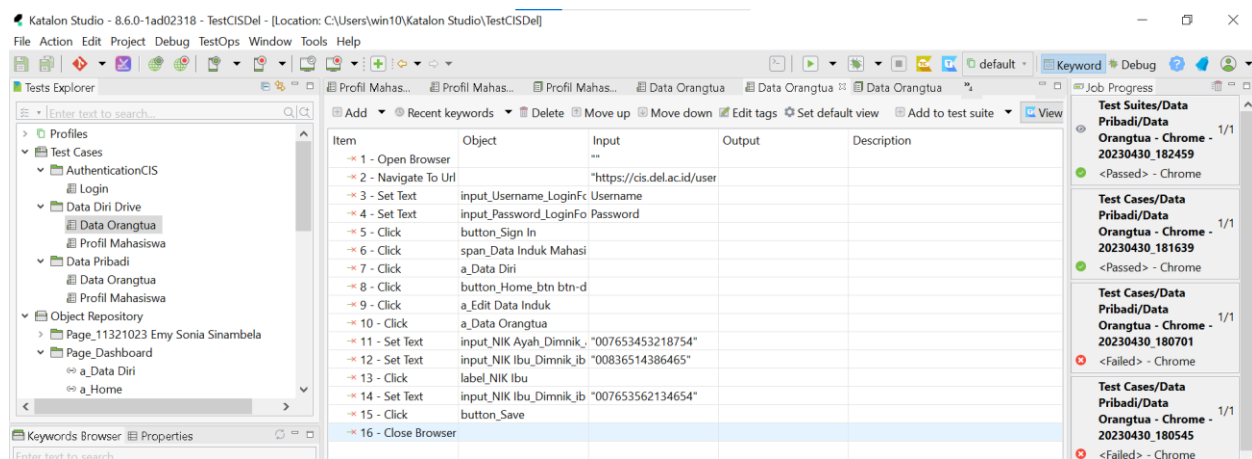 Katalon Studio - 8.6.0-1ad02318 - TestCISDel - [Location: C:\Users\win10\Katalon Studio\TestCISDel]
File Action Edit Project Debug TestOps Window Tools Help
default
Keyword
Debug
Tests Explorer
Enter text to search...
Profiles
Test Cases
AuthenticationCIS
Login
Data Diri Drive
Data Orangtua
Profil Mahasiswa
Data Pribadi
Data Orangtua
Profil Mahasiswa
Object Repository
Page_11321023 Emy Sonia Sinambela
Page_Dashboard
a_Data Diri
a_Home
Keywords Browser Properties
Enter text to search
Profil Mahas... Profil Mahas... Profil Mahas... Data Orangtua Data Orangtua Data Orangtua »4
Add Recent keywords Delete Move up Move down Edit tags Set default view Add to test suite View
Item Object Input Output Description
1 - Open Browser ""
2 - Navigate To Url "https://cis.del.ac.id/user
3 - Set Text input_Username_LoginFo Username
4 - Set Text input_Password_LoginFo Password
5 - Click button_Sign In
6 - Click span_Data Induk Mahasi
7 - Click a_Data Diri
8 - Click button_Home_btn btn-d
9 - Click a_Edit Data Induk
10 - Click a_Data Orangtua
11 - Set Text input_NIK Ayah_Dimnik_ "007653453218754"
12 - Set Text input_NIK Ibu_Dimnik_ib "00836514386465"
13 - Click label_NIK Ibu
14 - Set Text input_NIK Ibu_Dimnik_ib "007653562134654"
15 - Click button_Save
16 - Close Browser
Job Progress
Test Suites/Data
Pribadi/Data
Orangtua - Chrome - 1/1
20230430_182459
<Passed> - Chrome
Test Cases/Data
Pribadi/Data
Orangtua - Chrome - 1/1
20230430_181639
<Passed> - Chrome
Test Cases/Data
Pribadi/Data
Orangtua - Chrome - 1/1
20230430_180701
<Failed> - Chrome
Test Cases/Data
Pribadi/Data
Orangtua - Chrome - 1/1
20230430_180545
<Failed> - Chrome